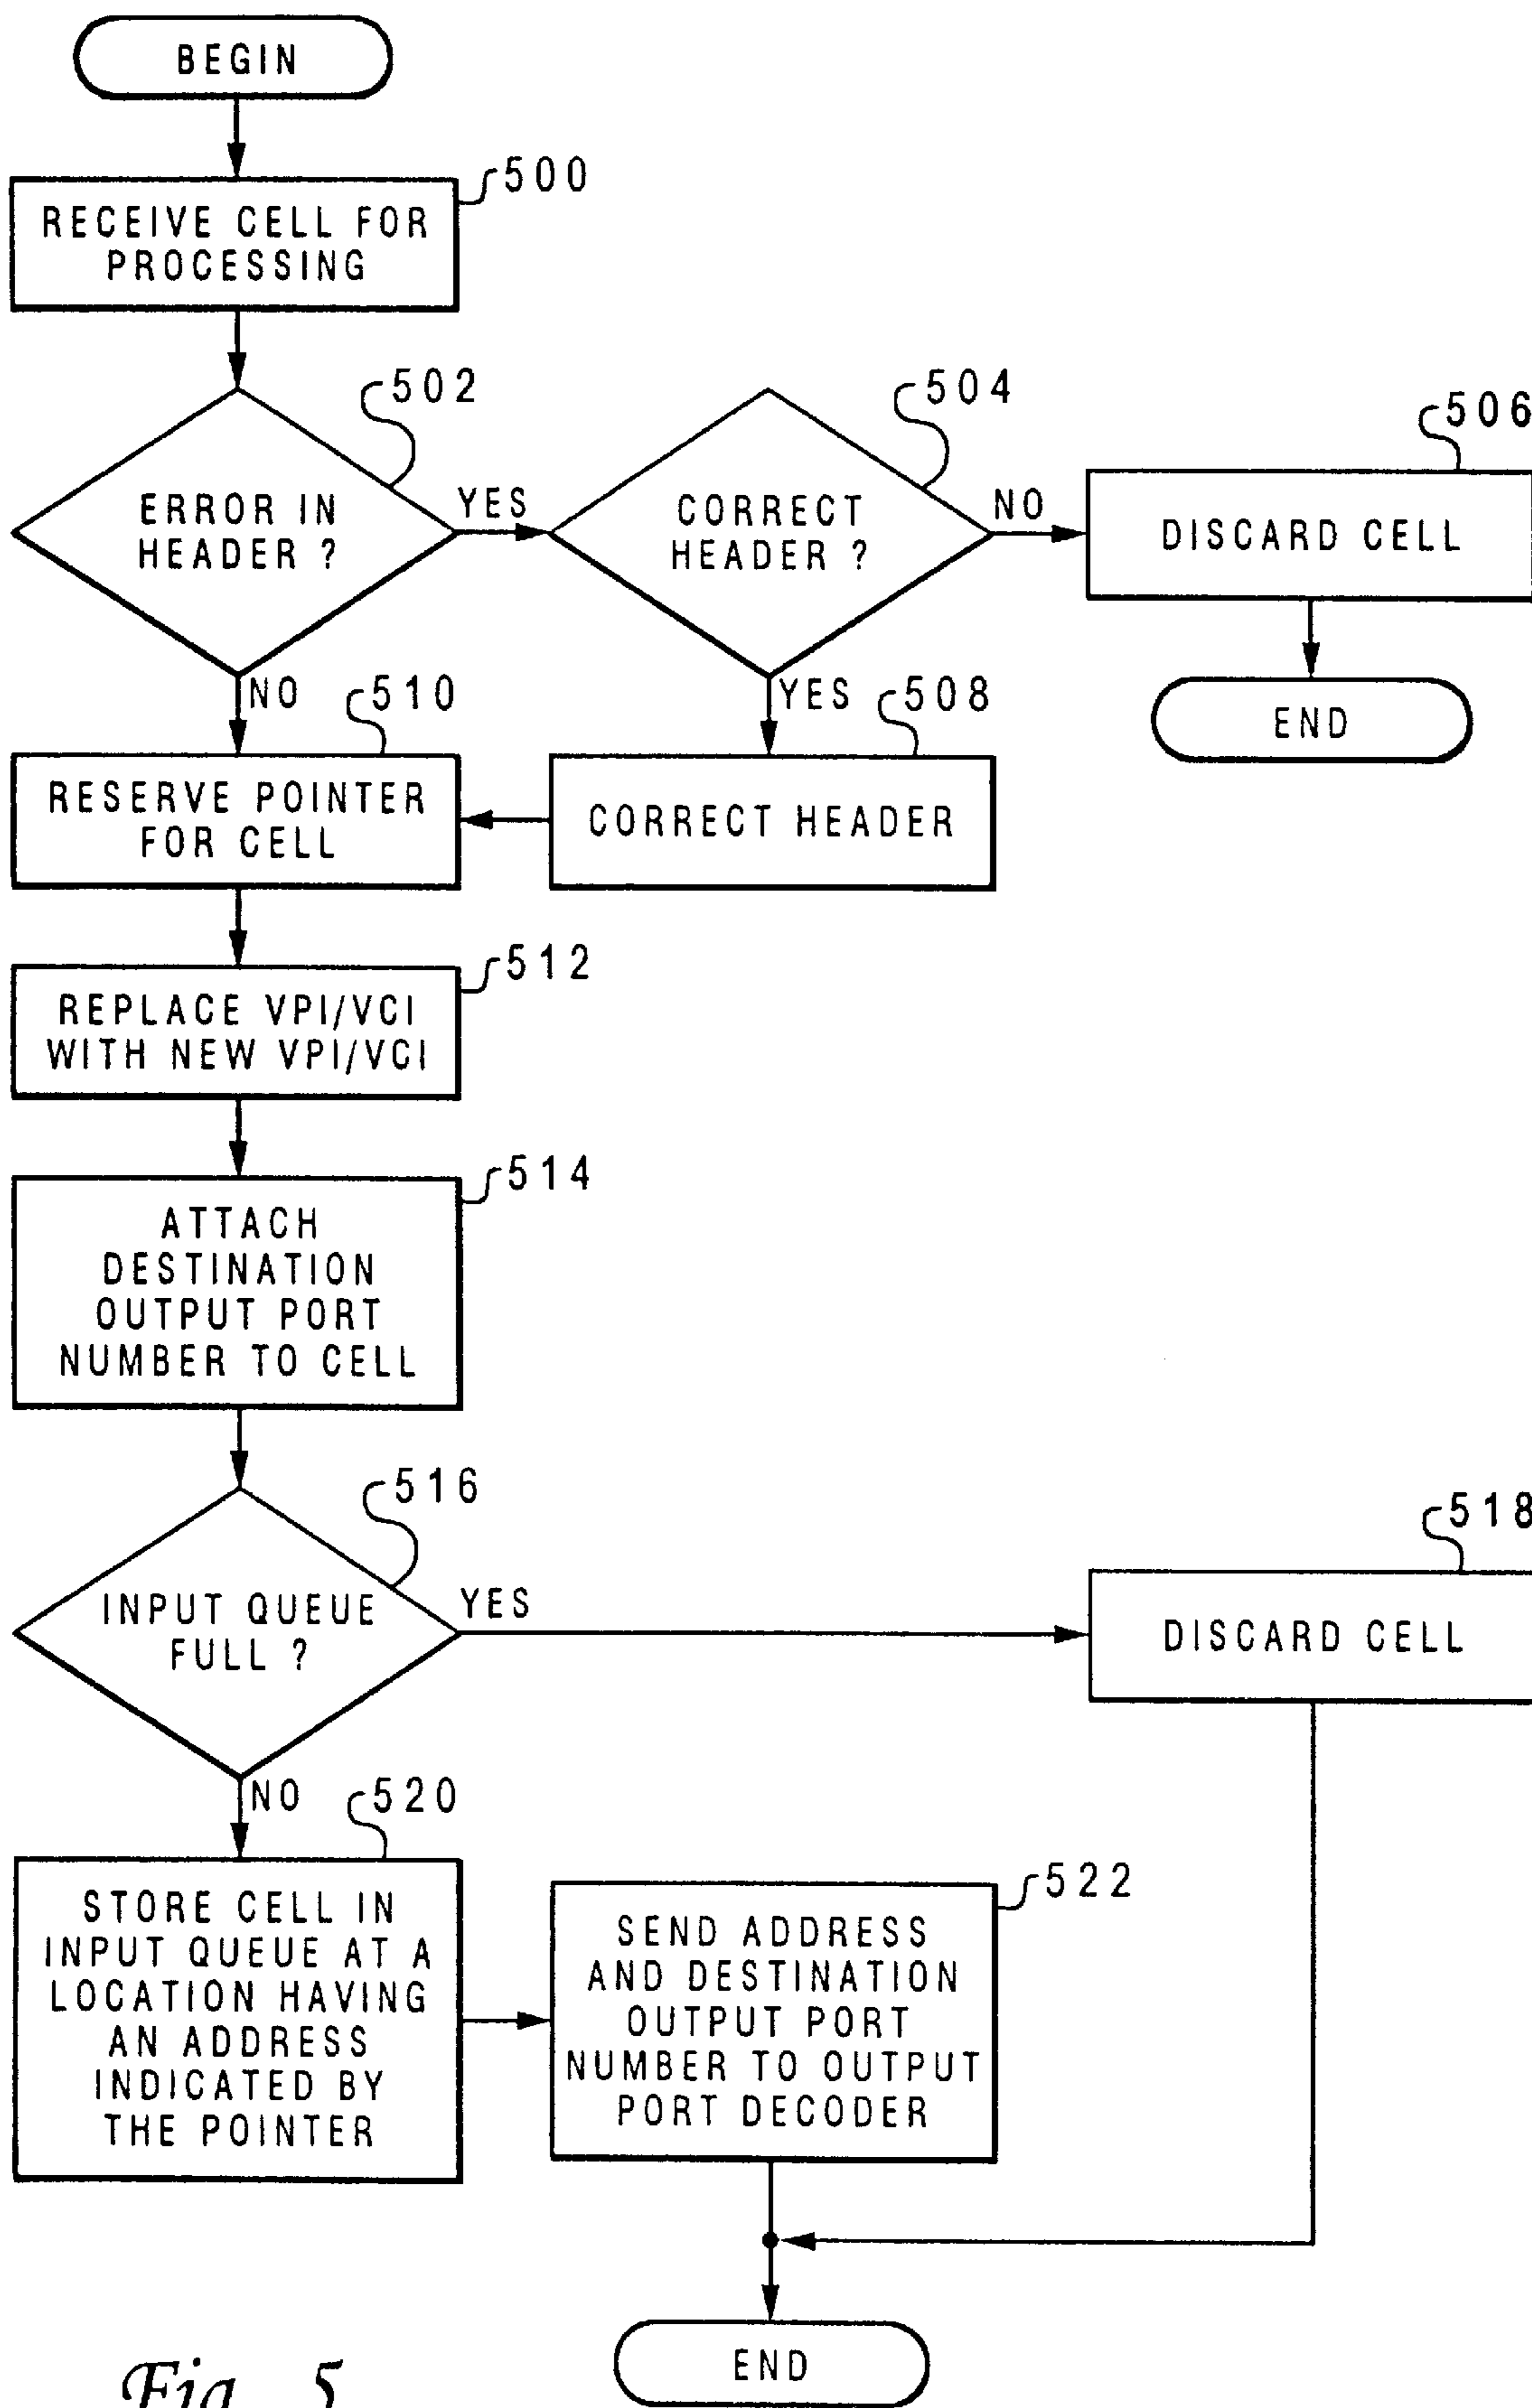 BEGIN
500
RECEIVE CELL FOR
PROCESSING
502
ERROR IN
HEADER ?
YES
NO
504
CORRECT
HEADER ?
NO
YES
506
DISCARD CELL
END
508
CORRECT HEADER
510
RESERVE POINTER
FOR CELL
512
REPLACE VPI/VCI
WITH NEW VPI/VCI
514
ATTACH
DESTINATION
OUTPUT PORT
NUMBER TO CELL
516
INPUT QUEUE
FULL ?
YES
NO
518
DISCARD CELL
520
STORE CELL IN
INPUT QUEUE AT A
LOCATION HAVING
AN ADDRESS
INDICATED BY
THE POINTER
522
SEND ADDRESS
AND DESTINATION
OUTPUT PORT
NUMBER TO OUTPUT
PORT DECODER
END
Fig. 5